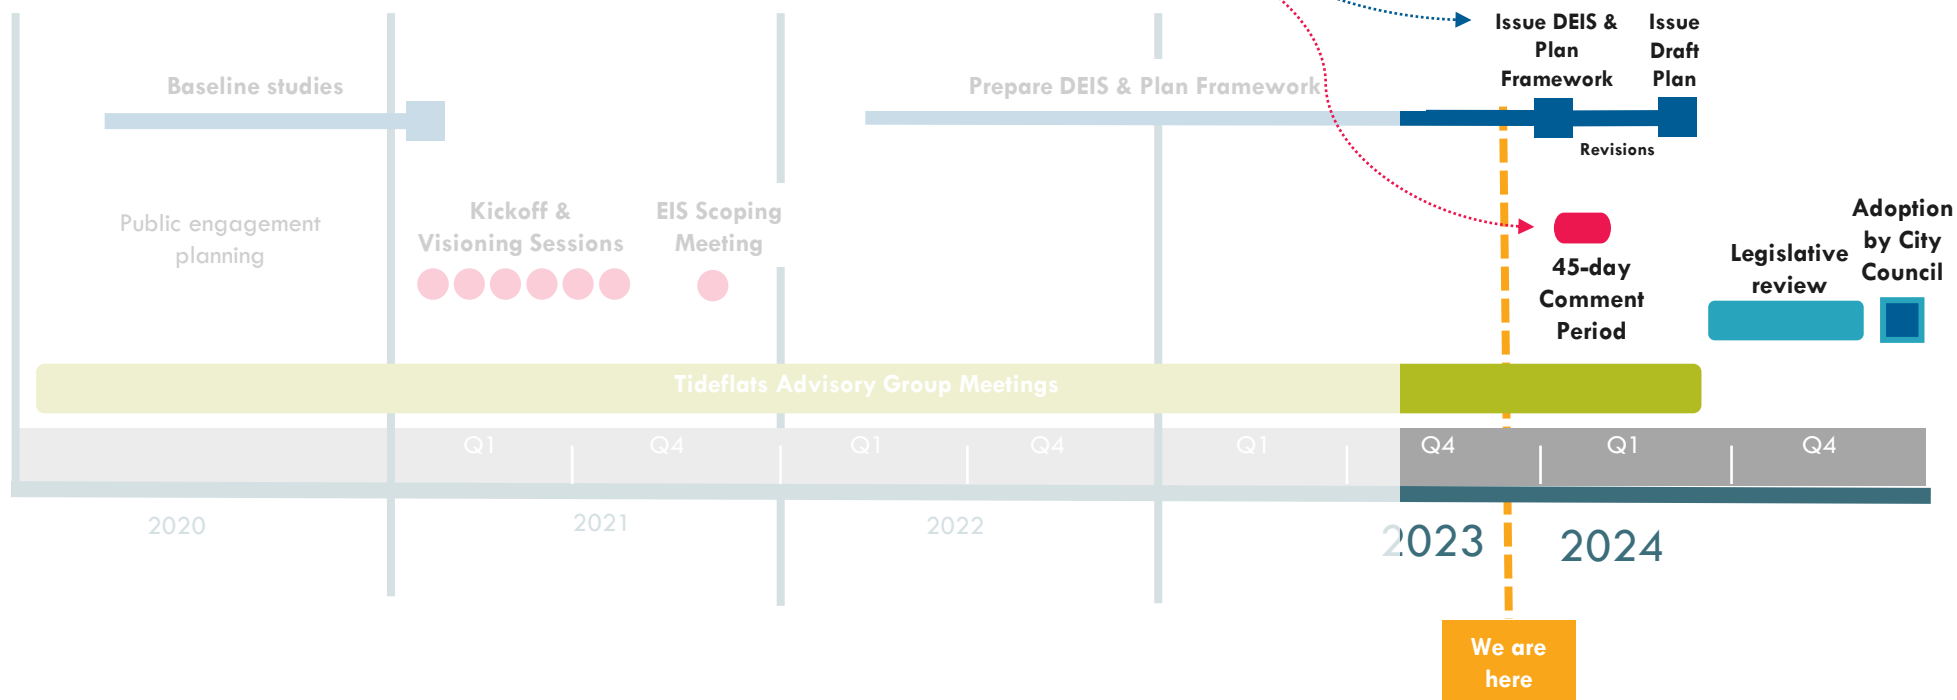 Issue DEIS &
Plan
Framework
Issue
Draft
Plan
Baseline studies
Prepare DEIS & Plan Framework
Revisions
Public engagement
planning
Kickoff &
Visioning Sessions
EIS Scoping
Meeting
45-day
Comment
Period
Legislative
review
Adoption
by City
Council
Tideflats Advisory Group Meetings
Q1
Q4
Q1
Q4
Q1
Q4
Q1
Q4
2020
2021
2022
2023
2024
We are
here